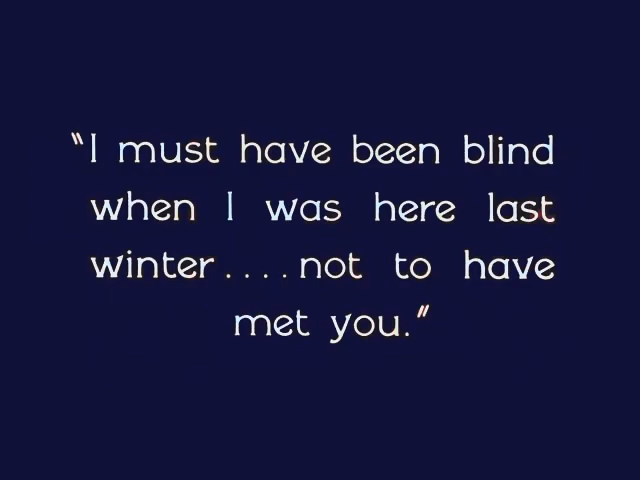 "I must have been blind
when I was here last
winter....not to have
met you."